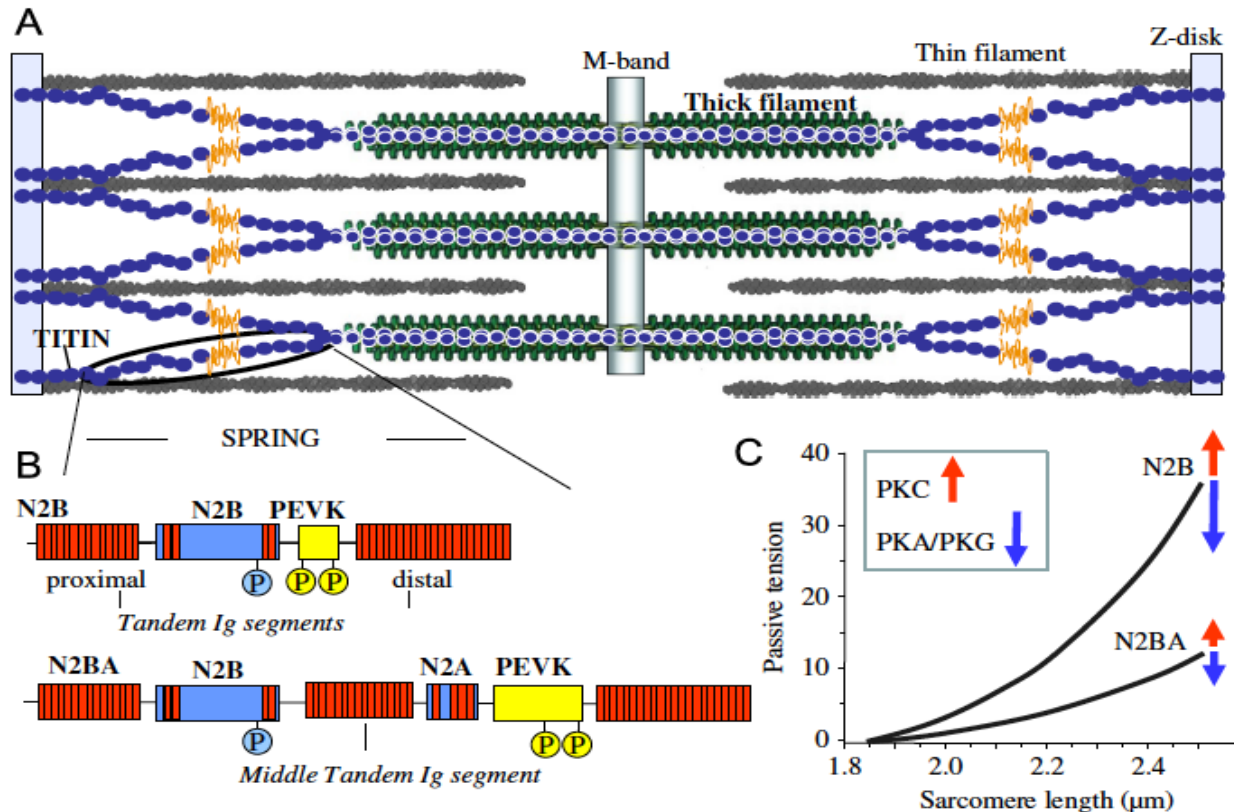 A
Z-disk
Thin filament
M-band
Thick filament
TITIN
SPRING
B
N2B N2B PEVK
P P P
proximal distal
Tandem Ig segments
N2BA N2B N2A PEVK
P P P
Middle Tandem Ig segment
C
40
30
20
10
0
Passive tension
PKC
PKA/PKG
N2B
N2BA
1.8 2.0 2.2 2.4
Sarcomere length (µm)